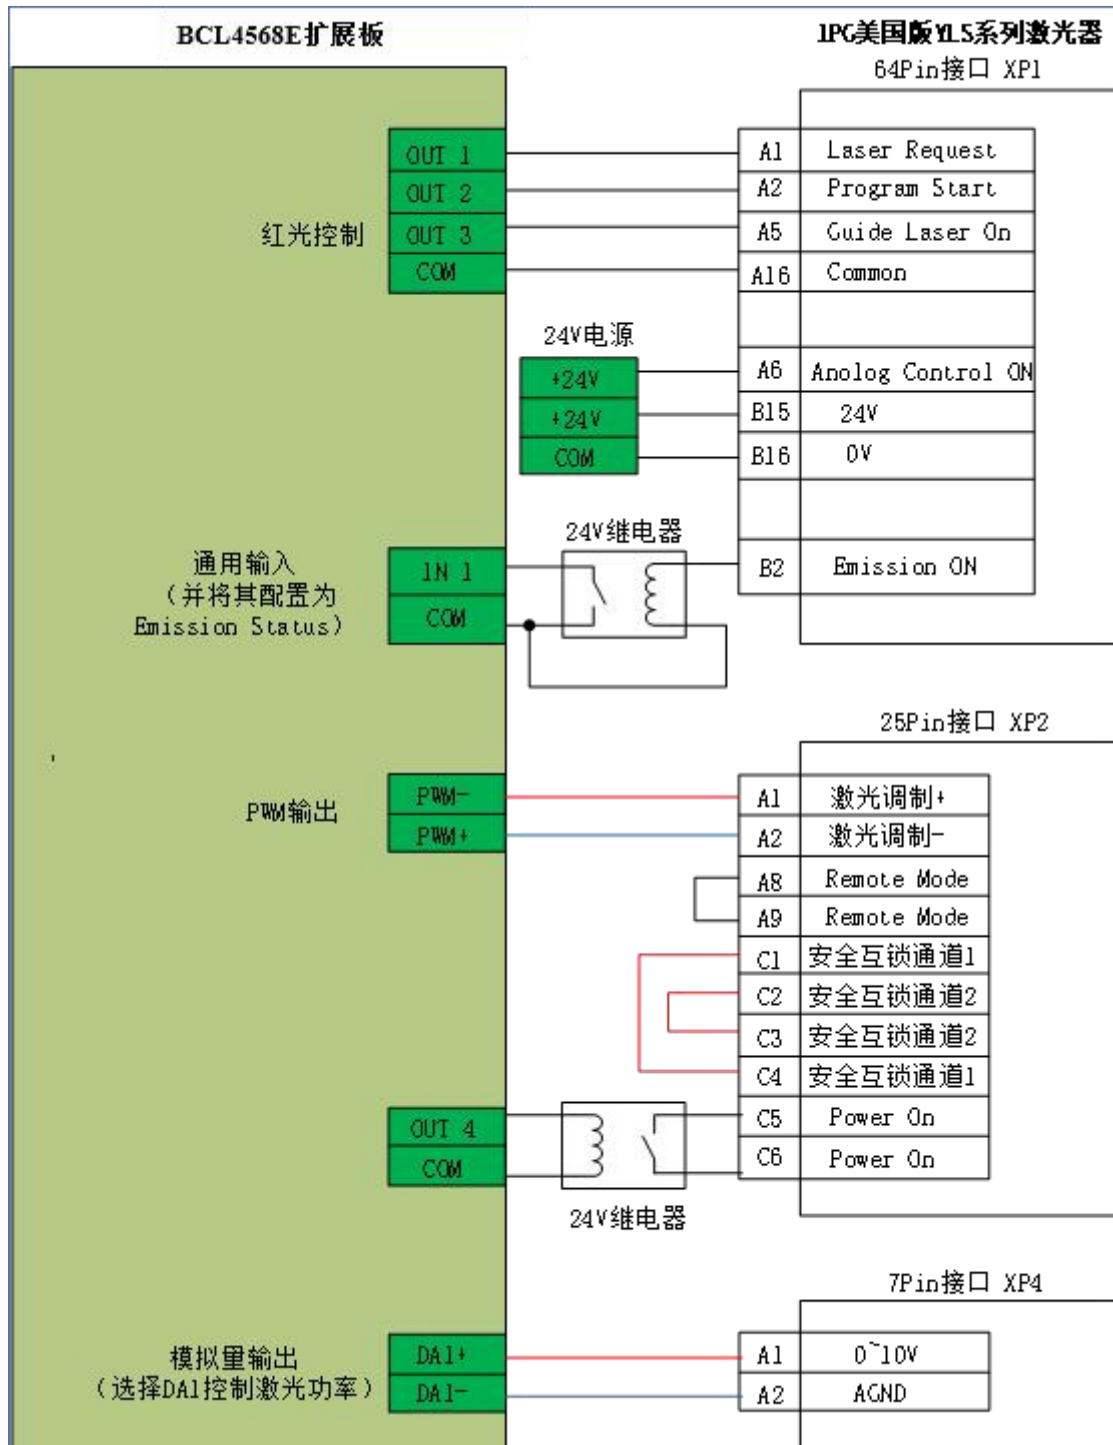 BCL4568E扩展板
IPG美国版YLS系列激光器
64Pin接口 XP1
OUT 1
A1 Laser Request
OUT 2
A2 Program Start
红光控制
OUT 3
A5 Guide Laser On
COM
A16 Common
24V电源
+24V
A6 Anolog Control ON
+24V
B15 24V
COM
B16 0V
24V继电器
通用输入
(并将其配置为
Emission Status)
IN 1
COM
B2 Emission ON
25Pin接口 XP2
PWM输出
PWM-
A1 激光调制+
PWM+
A2 激光调制-
A8 Remote Mode
A9 Remote Mode
C1 安全互锁通道1
C2 安全互锁通道2
C3 安全互锁通道2
C4 安全互锁通道1
OUT 4
C5 Power On
COM
C6 Power On
24V继电器
7Pin接口 XP4
模拟量输出
(选择DA1控制激光功率)
DA1+
A1 0~10V
DA1-
A2 AGND